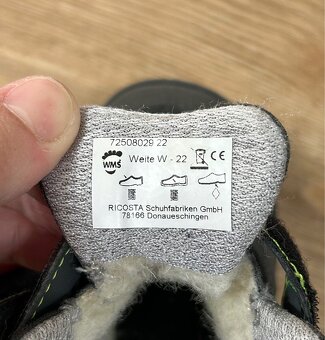 72508029 22
WMS
Weite W - 22
CE
RICOSTA Schuhfabriken GmbH
78166 Donaueschingen